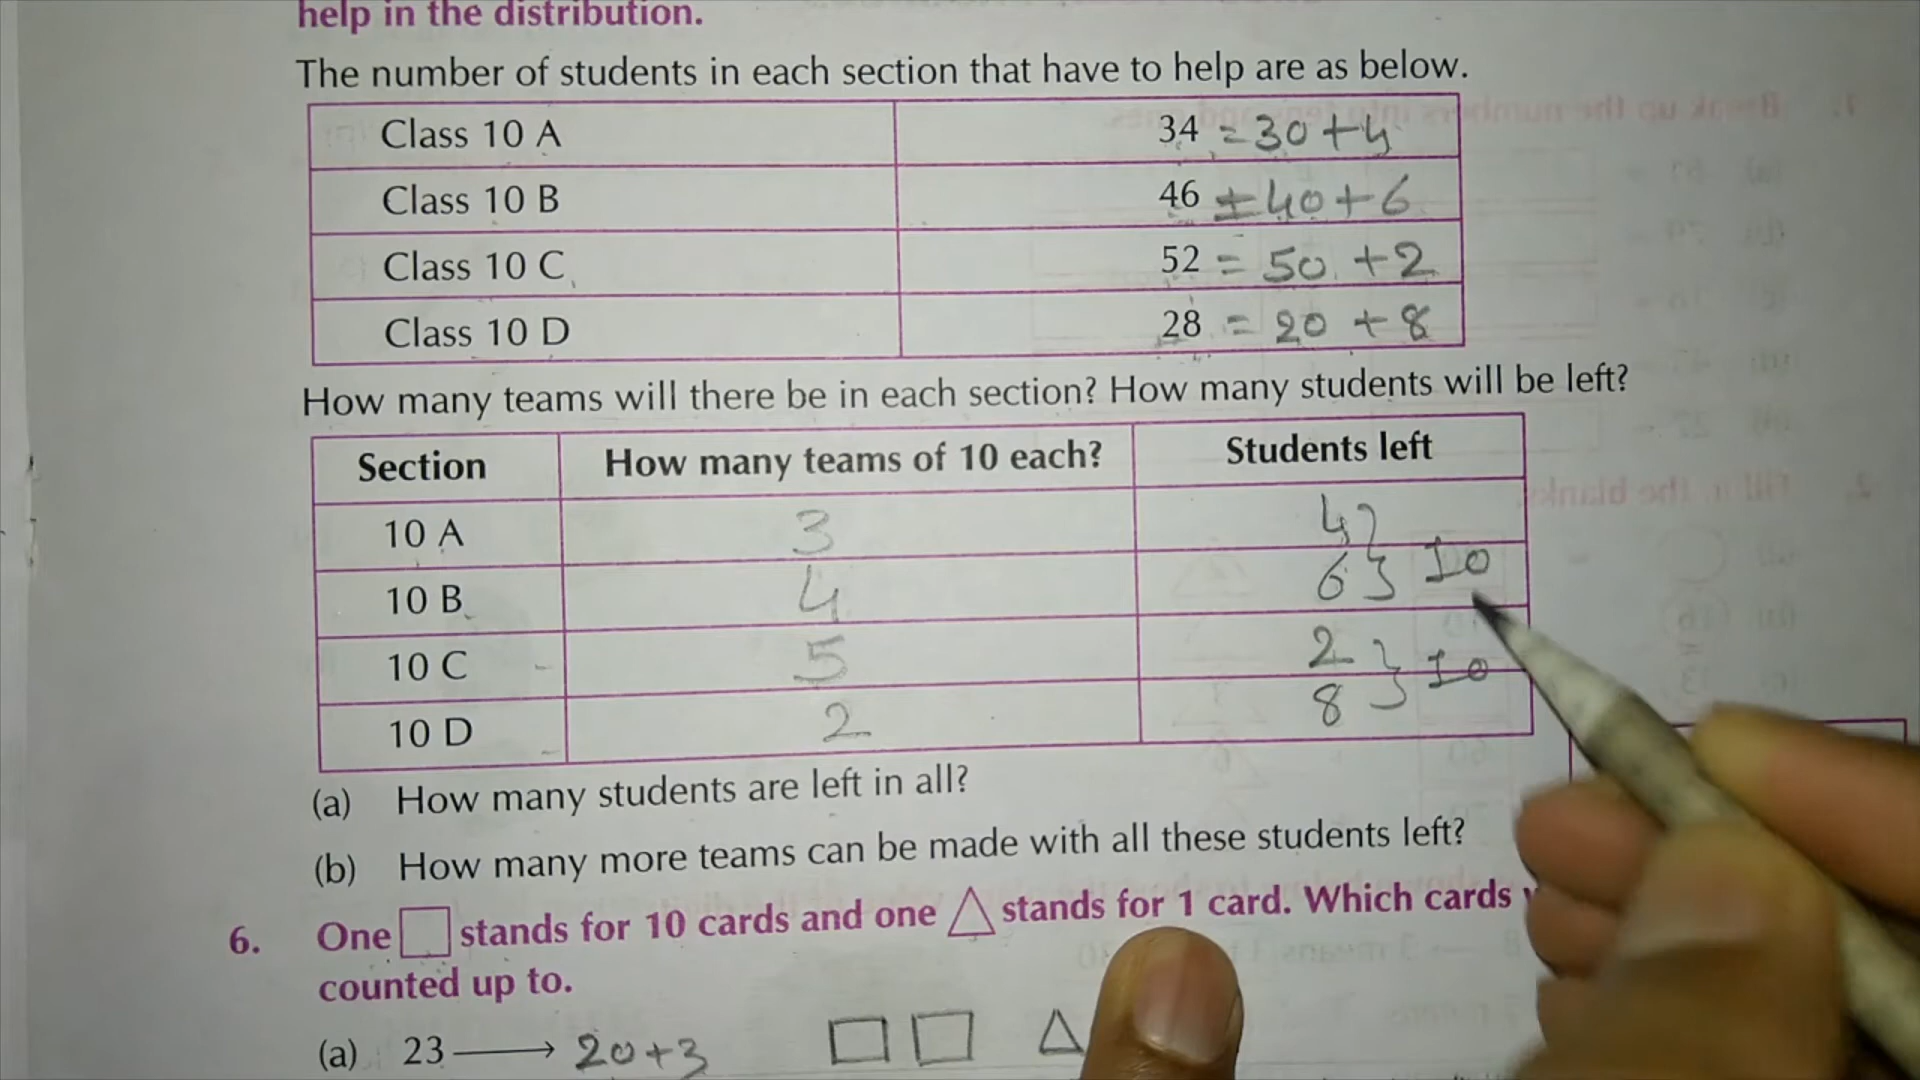 help in the distribution.
The number of students in each section that have to help are as below.
Class 10 A 34 = 30 + 4
Class 10 B 46 = 40 + 6
Class 10 C 52 = 50 + 2
Class 10 D 28 = 20 + 8
How many teams will there be in each section? How many students will be left?
Section How many teams of 10 each? Students left
10 A 3 4
10 B 4 6 } 10
10 C 5 2
10 D 2 8 } 10
(a) How many students are left in all?
(b) How many more teams can be made with all these students left?
6. One □ stands for 10 cards and one △ stands for 1 card. Which cards
counted up to.
(a) 23 → 20 + 3 □ □ △